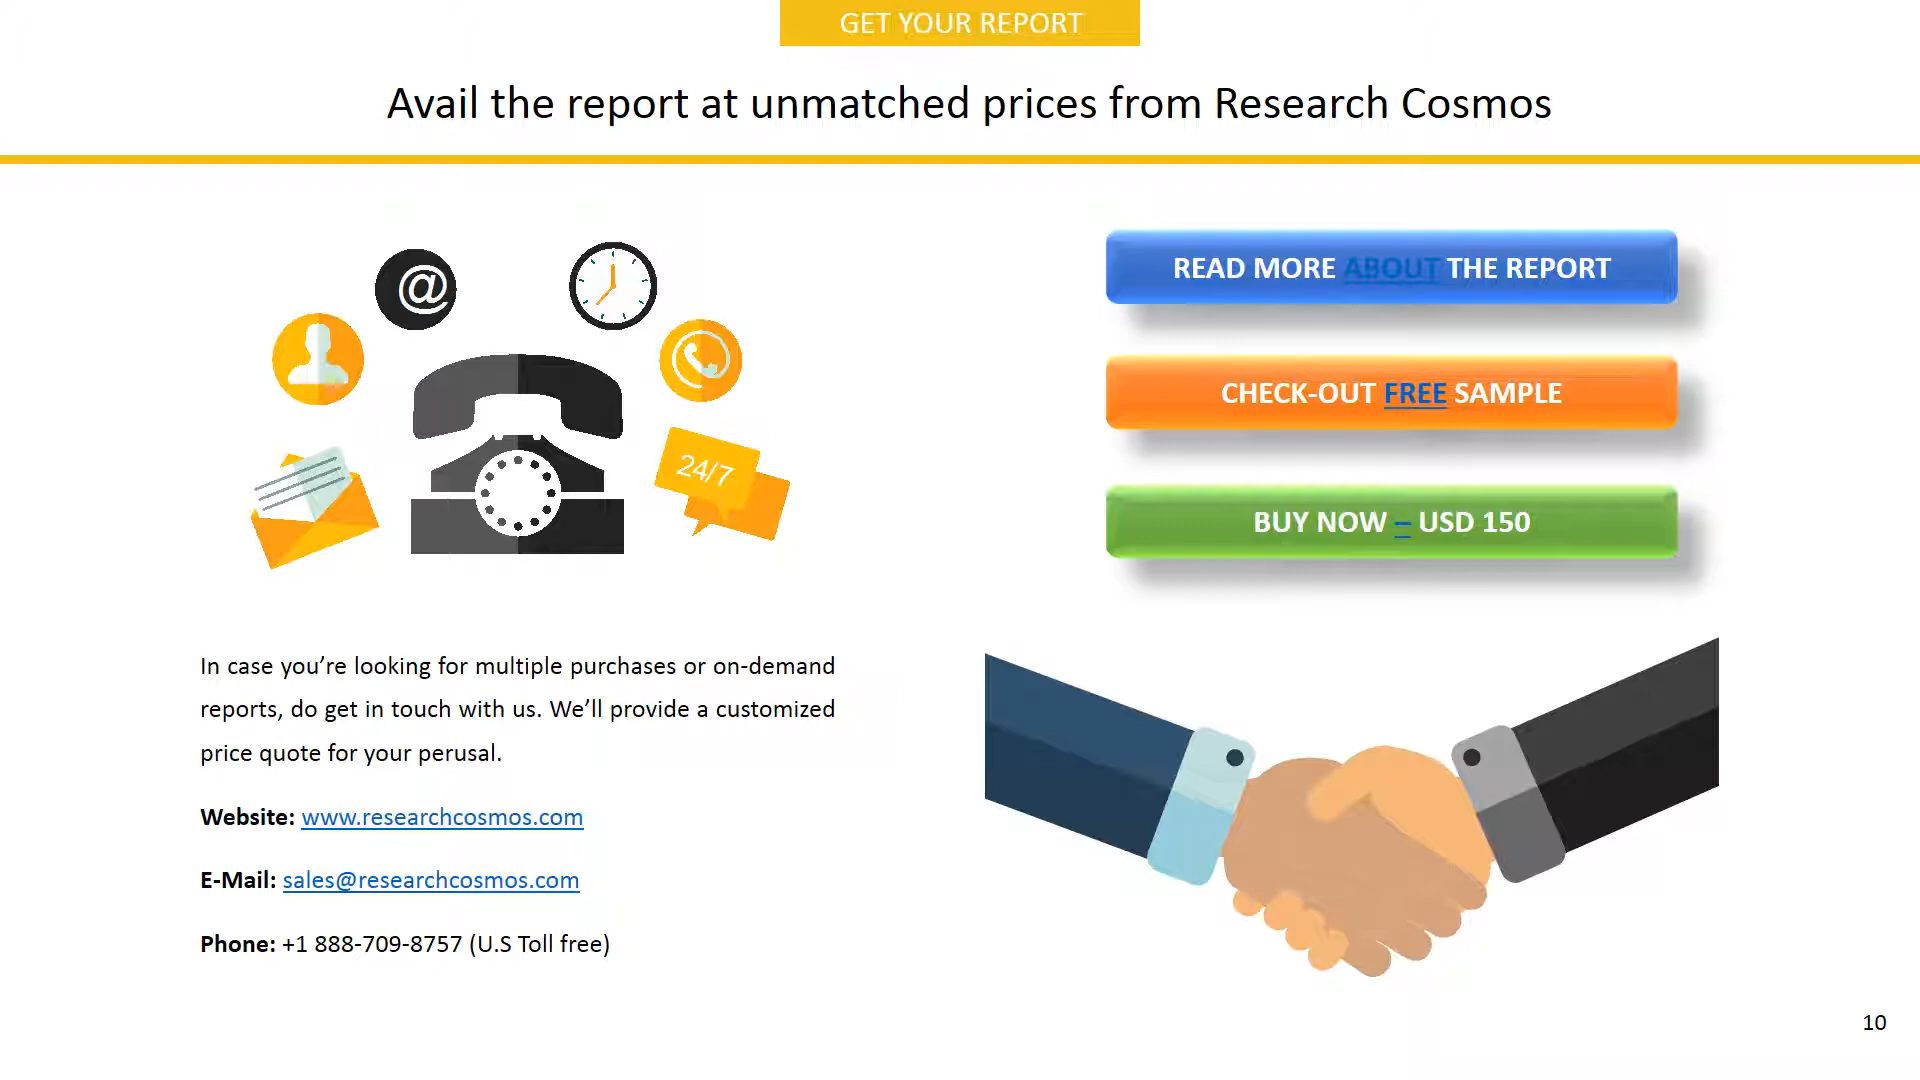 GET YOUR REPORT
Avail the report at unmatched prices from Research Cosmos
@
24/7
READ MORE ABOUT THE REPORT
CHECK-OUT FREE SAMPLE
BUY NOW – USD 150
In case you’re looking for multiple purchases or on-demand
reports, do get in touch with us. We’ll provide a customized
price quote for your perusal.
Website: www.researchcosmos.com
E-Mail: sales@researchcosmos.com
Phone: +1 888-709-8757 (U.S Toll free)
10